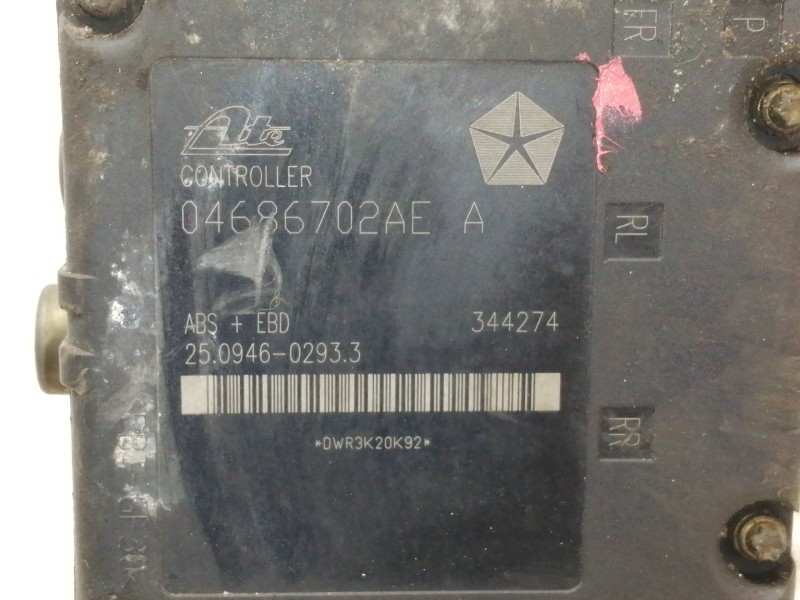 FR
P
Ate
CONTROLLER
04686702AE A
RL
ABS + EBD 344274
25.0946-0293.3
RR
*DWR3K20K92*